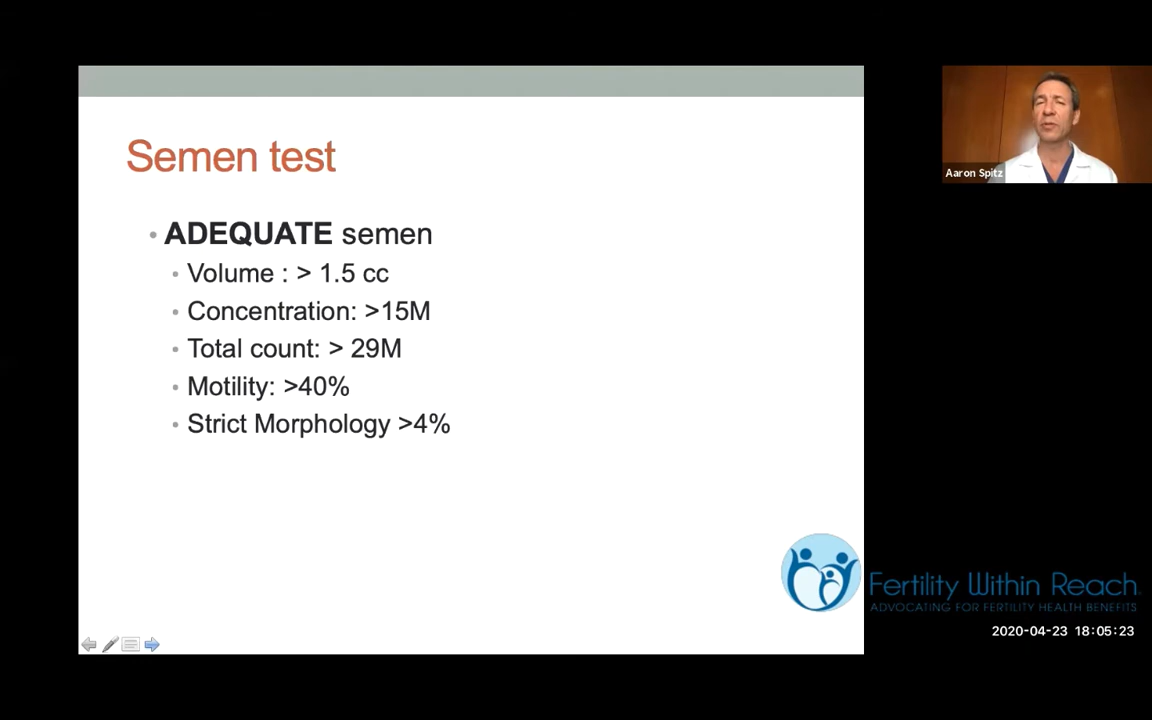 Semen test
• ADEQUATE semen
• Volume : > 1.5 cc
• Concentration: >15M
• Total count: > 29M
• Motility: >40%
• Strict Morphology >4%
Aaron Spitz
Fertility Within Reach
ADVOCATING FOR FERTILITY HEALTH BENEFITS
2020-04-23 18:05:23